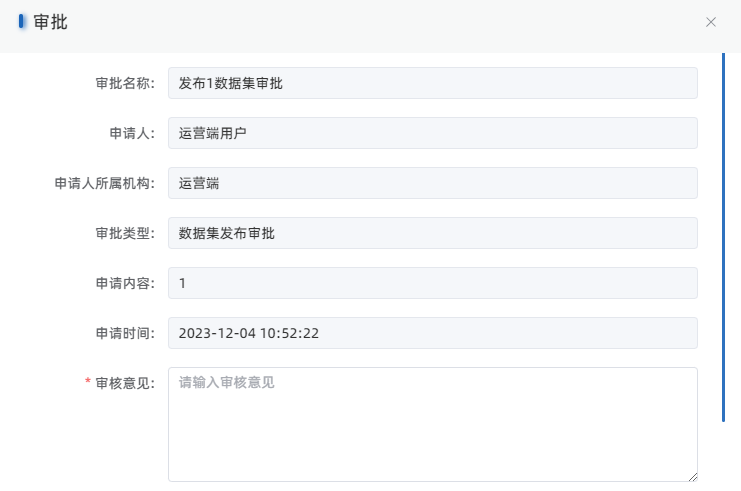 审批
审批名称： 发布1数据集审批
申请人： 运营端用户
申请人所属机构： 运营端
审批类型： 数据集发布审批
申请内容： 1
申请时间： 2023-12-04 10:52:22
* 审核意见： 请输入审核意见